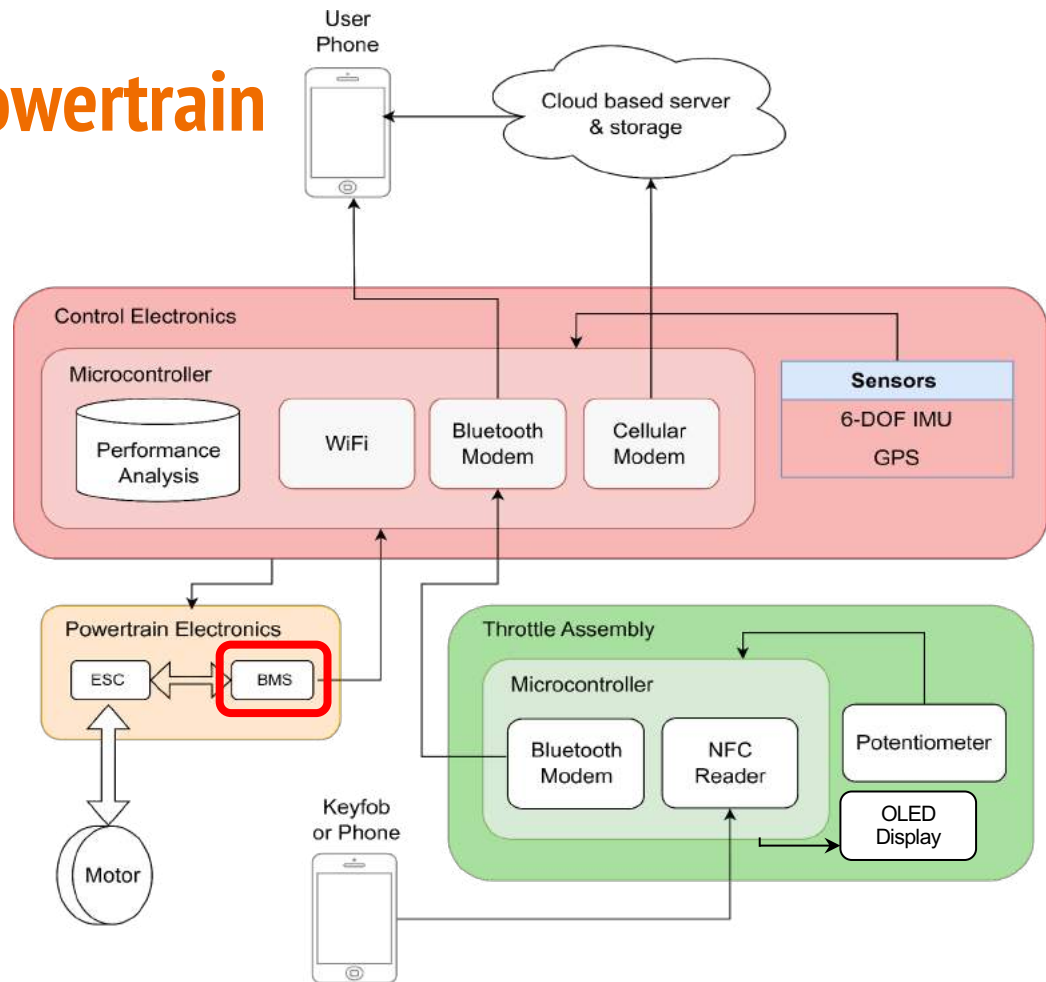 User
Phone
owertrain
Cloud based server
& storage
Control Electronics
Microcontroller
Performance
Analysis
WiFi
Bluetooth
Modem
Cellular
Modem
Sensors
6-DOF IMU
GPS
Powertrain Electronics
ESC
BMS
Motor
Throttle Assembly
Microcontroller
Bluetooth
Modem
NFC
Reader
Potentiometer
OLED
Display
Keyfob
or Phone